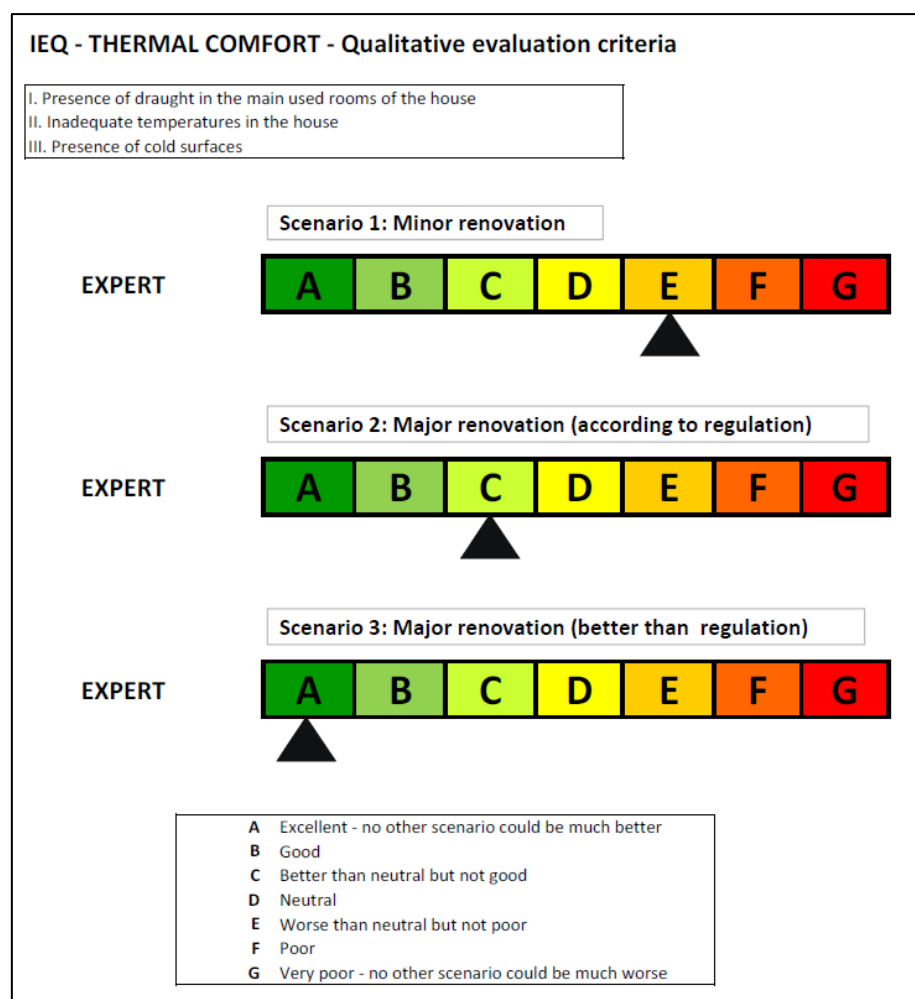 IEQ - THERMAL COMFORT - Qualitative evaluation criteria
I. Presence of draught in the main used rooms of the house
II. Inadequate temperatures in the house
III. Presence of cold surfaces
Scenario 1: Minor renovation
EXPERT A B C D E F G
Scenario 2: Major renovation (according to regulation)
EXPERT A B C D E F G
Scenario 3: Major renovation (better than regulation)
EXPERT A B C D E F G
A Excellent - no other scenario could be much better
B Good
C Better than neutral but not good
D Neutral
E Worse than neutral but not poor
F Poor
G Very poor - no other scenario could be much worse